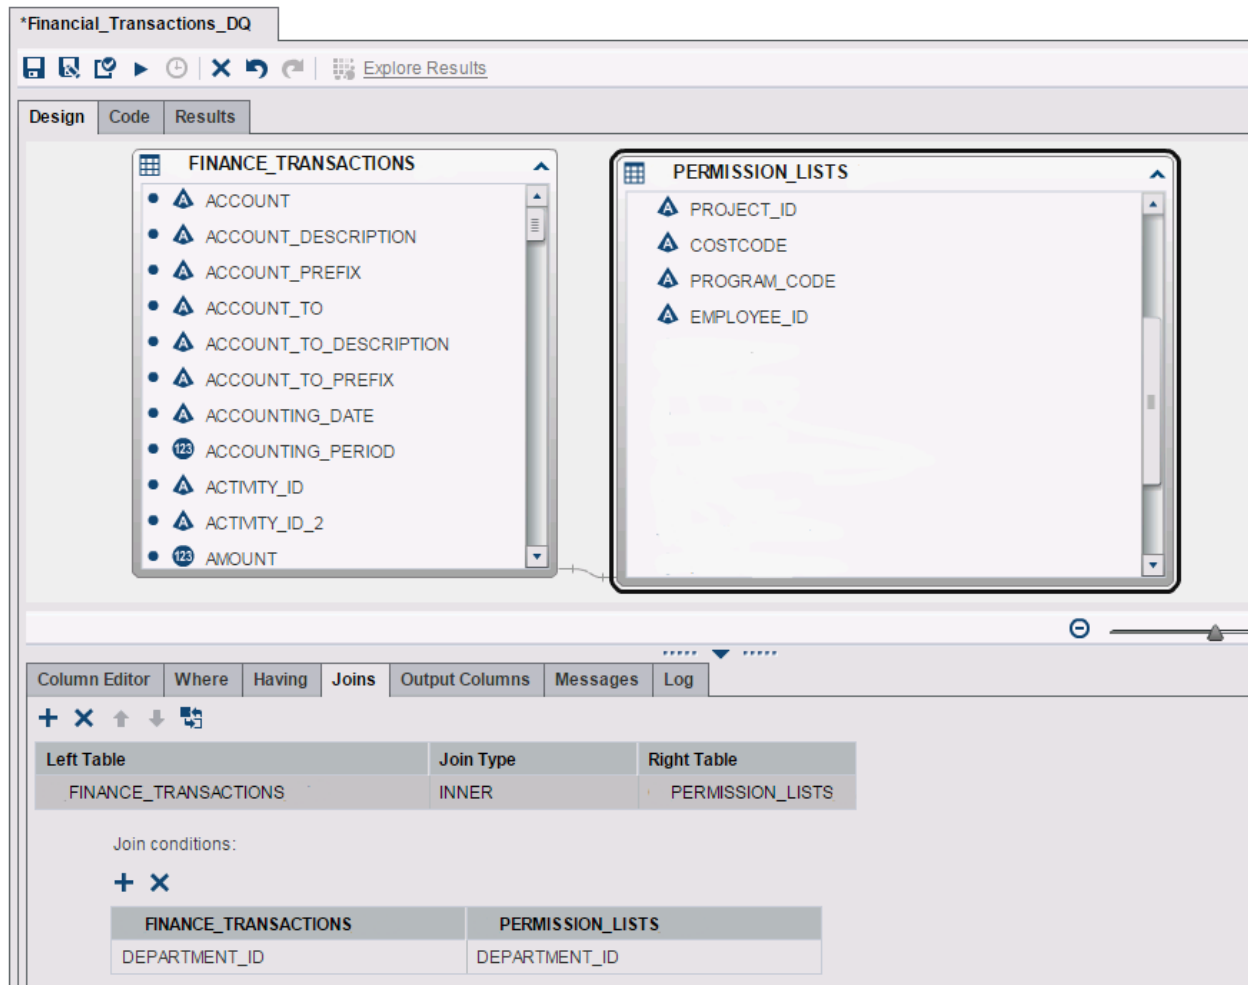 *Financial_Transactions_DQ
Explore Results
Design Code Results
FINANCE_TRANSACTIONS
ACCOUNT
ACCOUNT_DESCRIPTION
ACCOUNT_PREFIX
ACCOUNT_TO
ACCOUNT_TO_DESCRIPTION
ACCOUNT_TO_PREFIX
ACCOUNTING_DATE
123 ACCOUNTING_PERIOD
ACTIVITY_ID
ACTIVITY_ID_2
123 AMOUNT
PERMISSION_LISTS
PROJECT_ID
COSTCODE
PROGRAM_CODE
EMPLOYEE_ID
Column Editor Where Having Joins Output Columns Messages Log
Left Table Join Type Right Table
FINANCE_TRANSACTIONS INNER PERMISSION_LISTS
Join conditions:
FINANCE_TRANSACTIONS PERMISSION_LISTS
DEPARTMENT_ID DEPARTMENT_ID